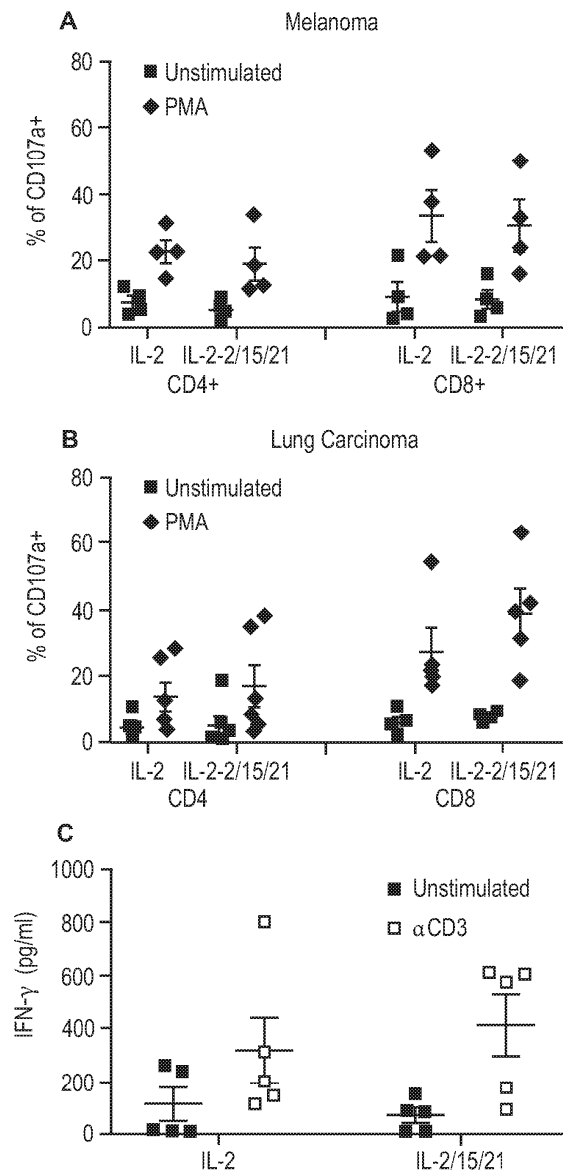 A Melanoma
80
Unstimulated
PMA
60
40
20
0
% of CD107a+
IL-2 IL-2-2/15/21 IL-2 IL-2-2/15/21
CD4+ CD8+
B Lung Carcinoma
80
Unstimulated
PMA
60
40
20
0
% of CD107a+
IL-2 IL-2-2/15/21 IL-2 IL-2-2/15/21
CD4 CD8
C
1000
Unstimulated
800
αCD3
600
400
200
0
IFN-γ (pg/ml)
IL-2 IL-2/15/21